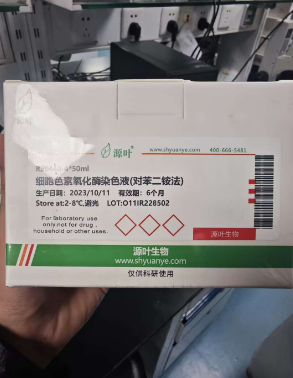 源叶
www.shyuanye.com 400-666-5481
*50ml
细胞色素氧化酶染色液(对苯二铵法)
生产日期: 2023/10/11 有效期: 6个月
Store at:2-8℃,避光 LOT:O11IR228502
For laboratory use
only.not for drug ,
household or other uses.
源叶生物
源叶生物
www.shyuanye.com
仅供科研使用